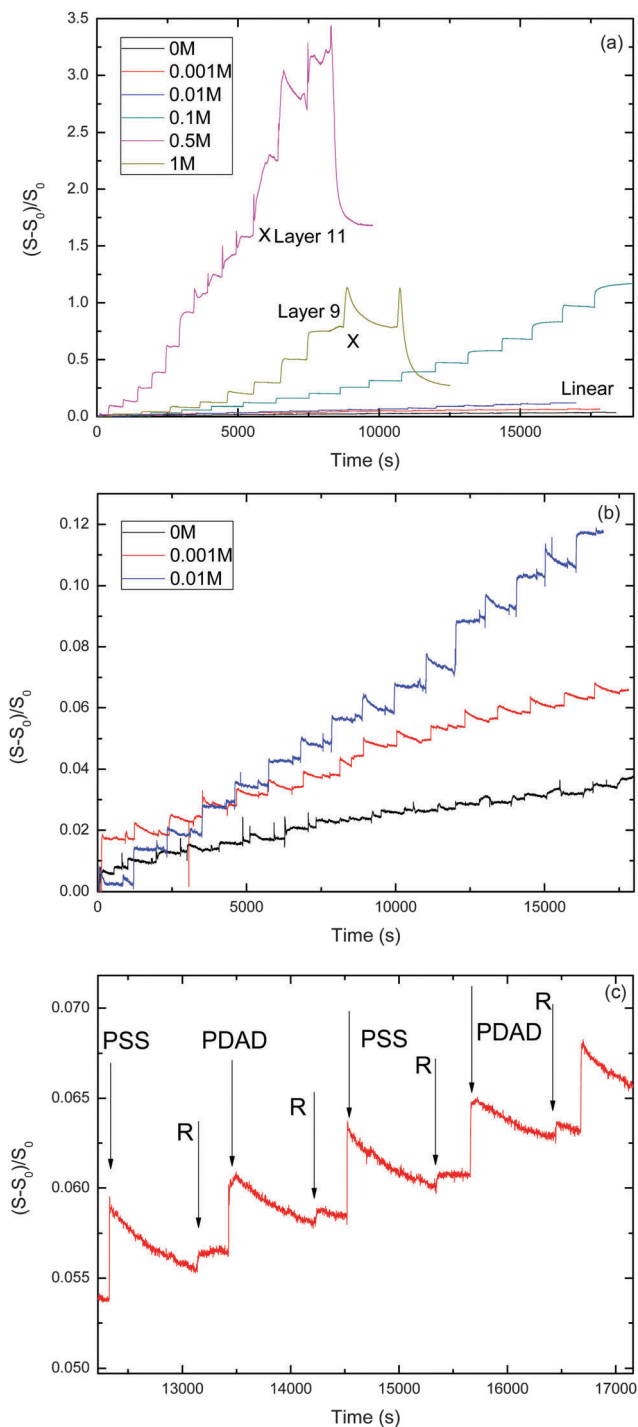 (a)
0M
0.001M
0.01M
0.1M
0.5M
1M
X Layer 11
Layer 9
X
Linear
3.5
3.0
2.5
2.0
1.5
1.0
0.5
0.0
(S-S0)/S0
5000 10000 15000
Time (s)
(b)
0M
0.001M
0.01M
0.12
0.10
0.08
0.06
0.04
0.02
0.00
(S-S0)/S0
0 5000 10000 15000
Time (s)
(c)
PSS PDAD PSS PDAD R
R R R
0.070
0.065
0.060
0.055
0.050
(S-S0)/S0
13000 14000 15000 16000 17000
Time (s)